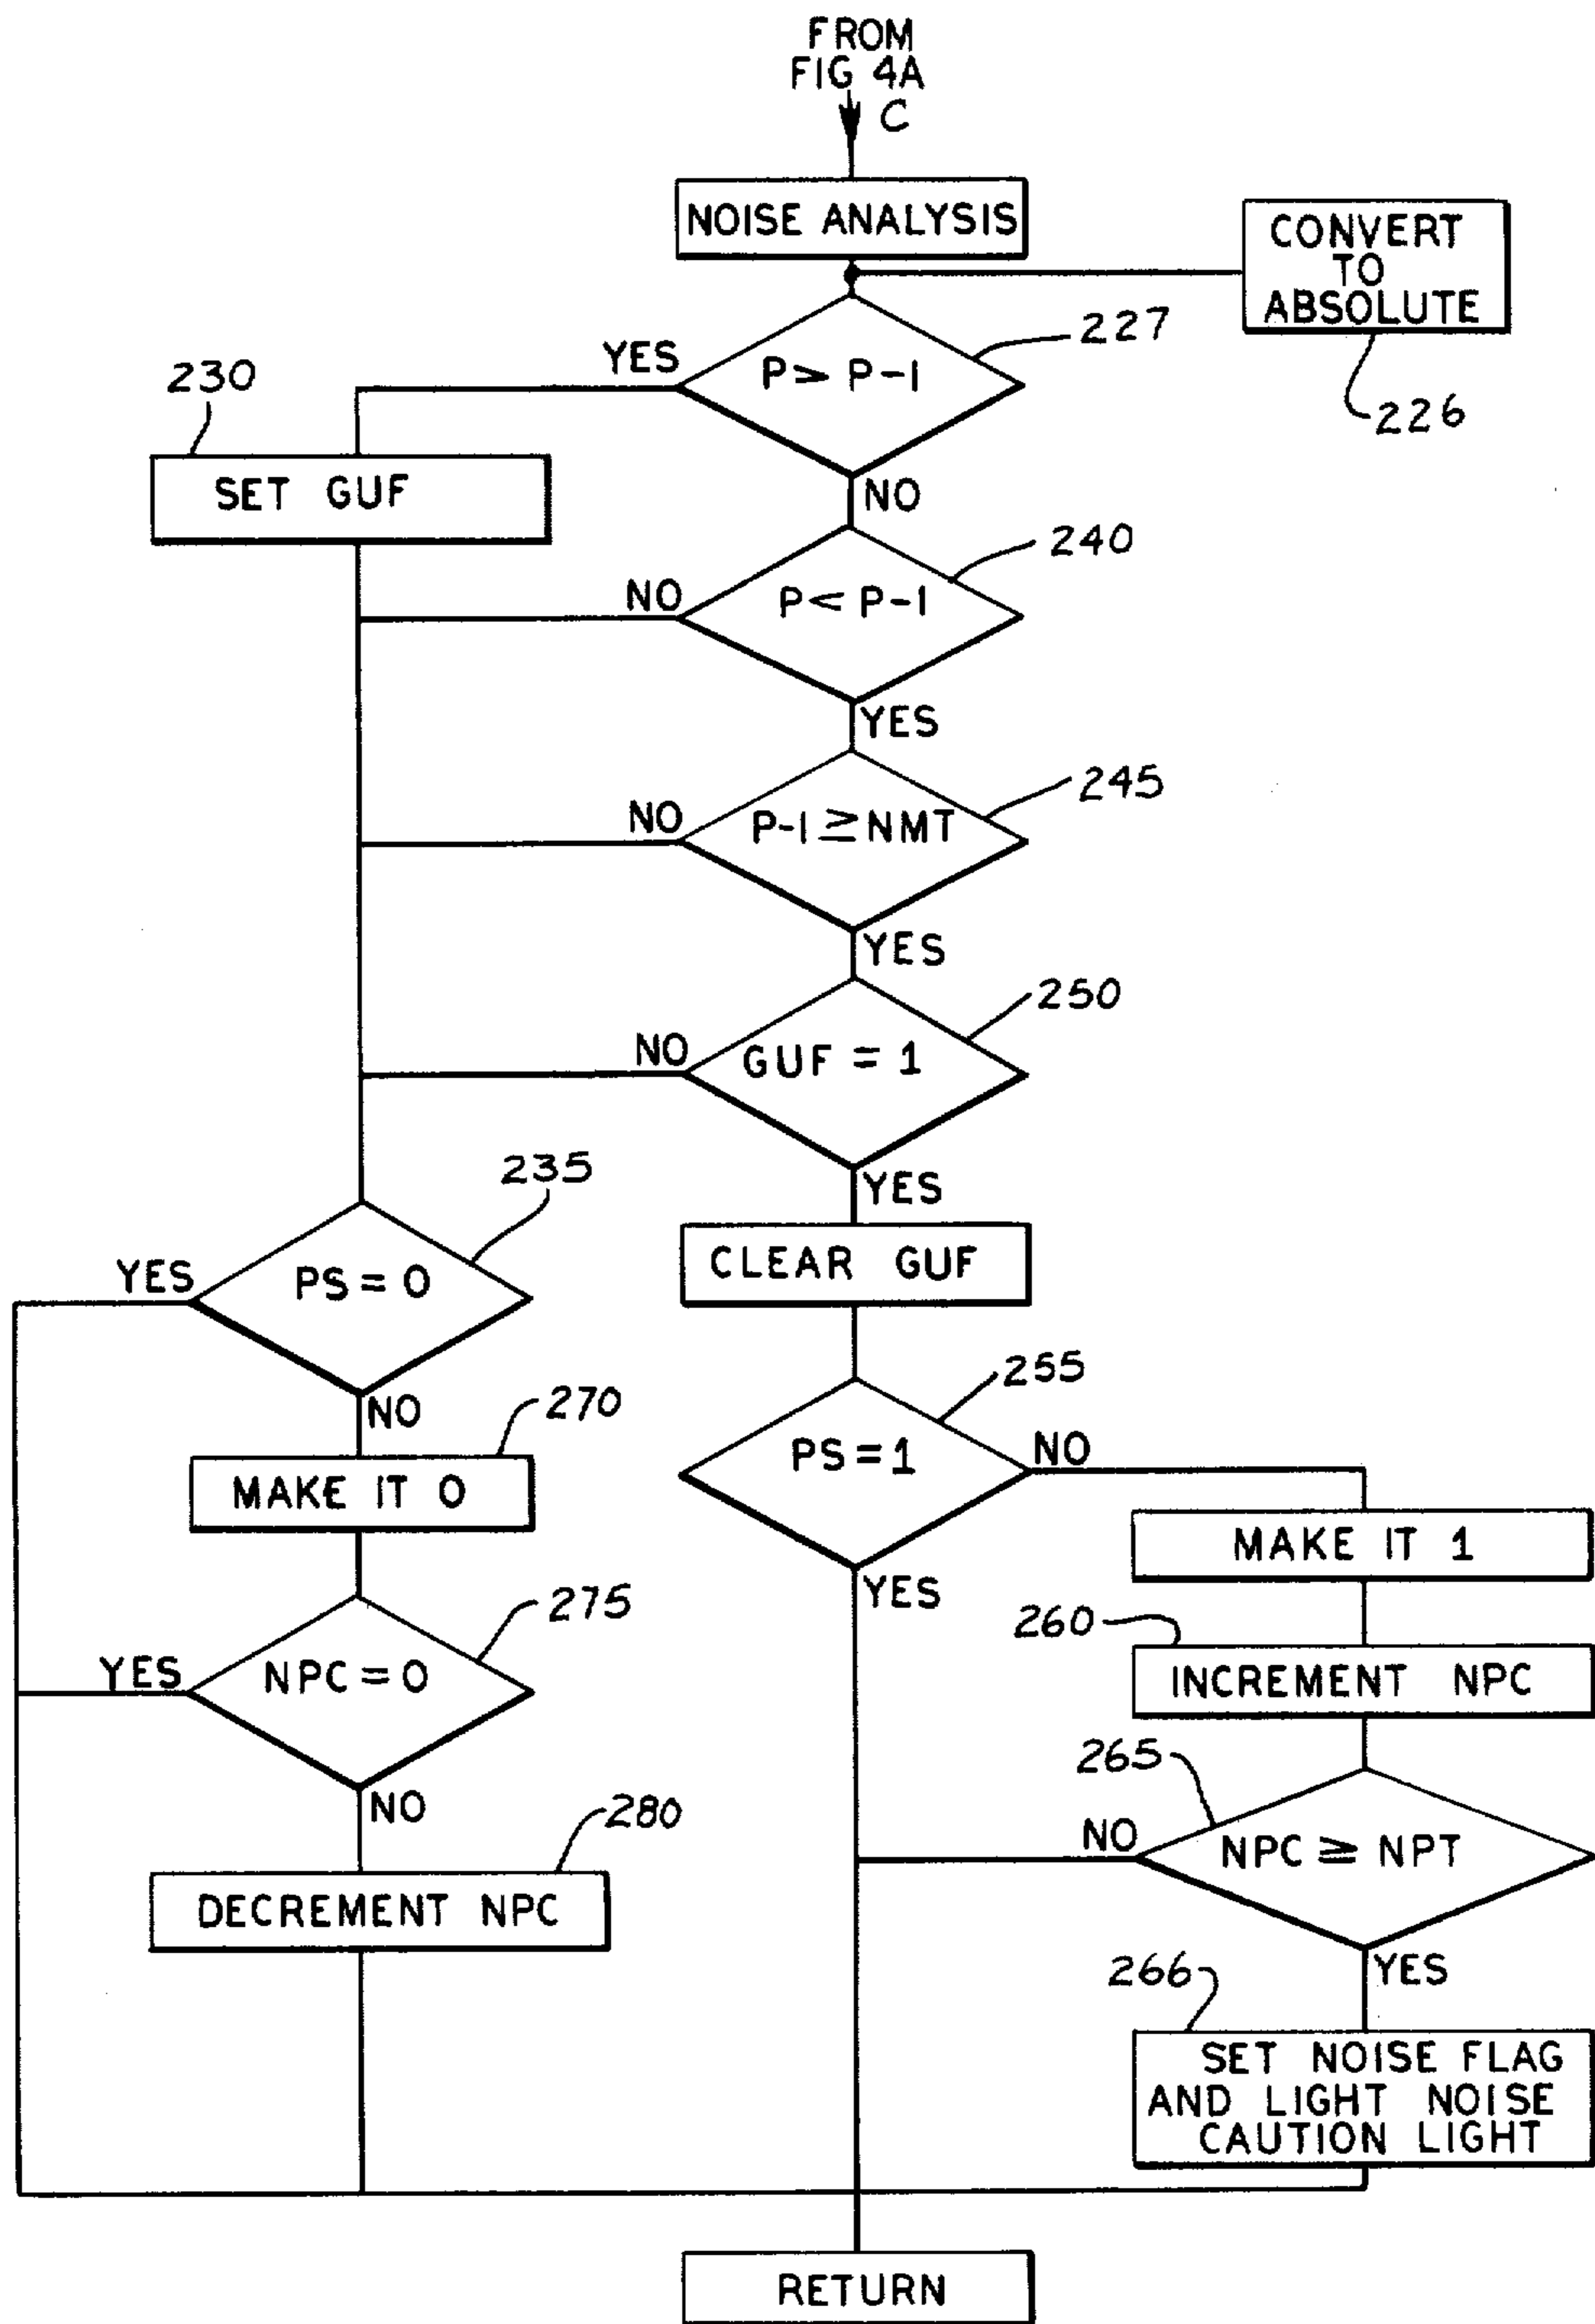 FROM
FIG 4A
C
NOISE ANALYSIS
CONVERT
TO
ABSOLUTE
226
227
P > P-1
YES
NO
230
SET GUF
240
P < P-1
NO
YES
245
P-1 ≥ NMT
NO
YES
250
GUF = 1
NO
YES
235
PS = 0
YES
NO
CLEAR GUF
255
PS = 1
NO
YES
270
MAKE IT 0
MAKE IT 1
275
NPC = 0
YES
NO
260
INCREMENT NPC
265
NPC ≥ NPT
NO
YES
280
DECREMENT NPC
266
SET NOISE FLAG
AND LIGHT NOISE
CAUTION LIGHT
RETURN